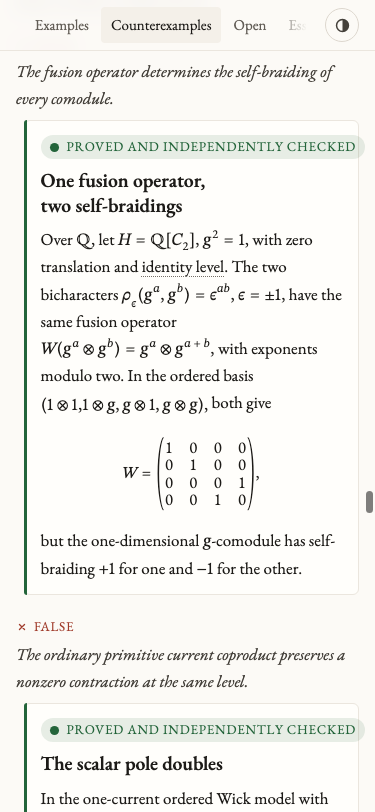 Examples Counterexamples Open Ess
The fusion operator determines the self-braiding of
every comodule.
PROVED AND INDEPENDENTLY CHECKED
One fusion operator,
two self-braidings
Over ℚ, let H = ℚ[C₂], g² = 1, with zero
translation and identity level. The two
bicharacters ρ_ϵ(g^a, g^b) = ϵ^{ab}, ϵ = ±1, have the
same fusion operator
W(g^a ⊗ g^b) = g^a ⊗ g^{a + b}, with exponents
modulo two. In the ordered basis
(1 ⊗ 1,1 ⊗ g, g ⊗ 1, g ⊗ g), both give
W = (1 0 0 0
0 1 0 0
0 0 0 1
0 0 1 0),
but the one-dimensional g-comodule has self-
braiding +1 for one and −1 for the other.
× FALSE
The ordinary primitive current coproduct preserves a
nonzero contraction at the same level.
PROVED AND INDEPENDENTLY CHECKED
The scalar pole doubles
In the one-current ordered Wick model with